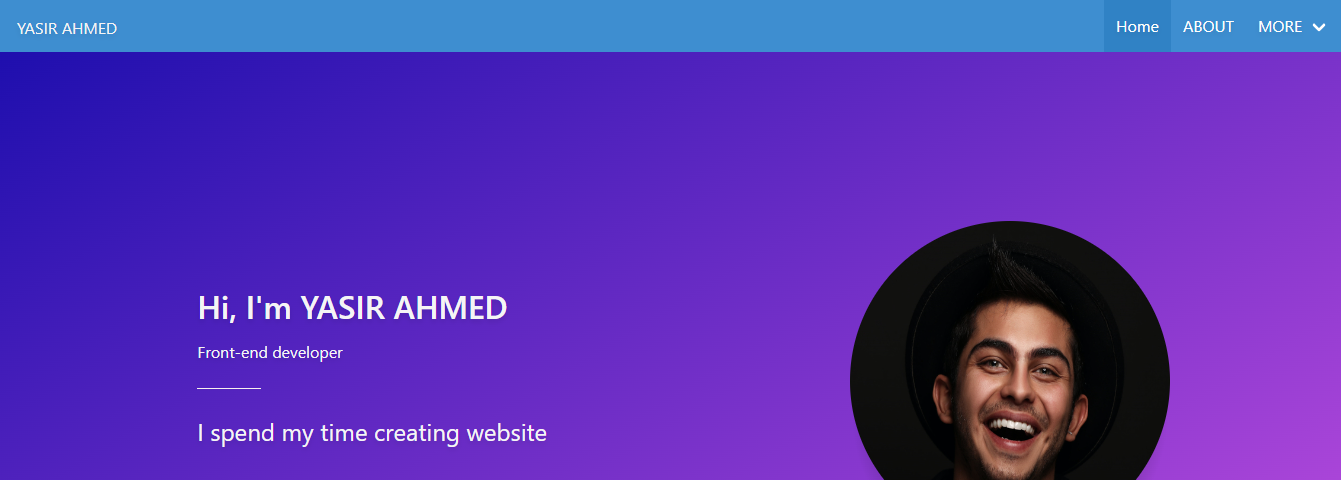 YASIR AHMED
Home ABOUT MORE
Hi, I'm YASIR AHMED
Front-end developer
I spend my time creating website